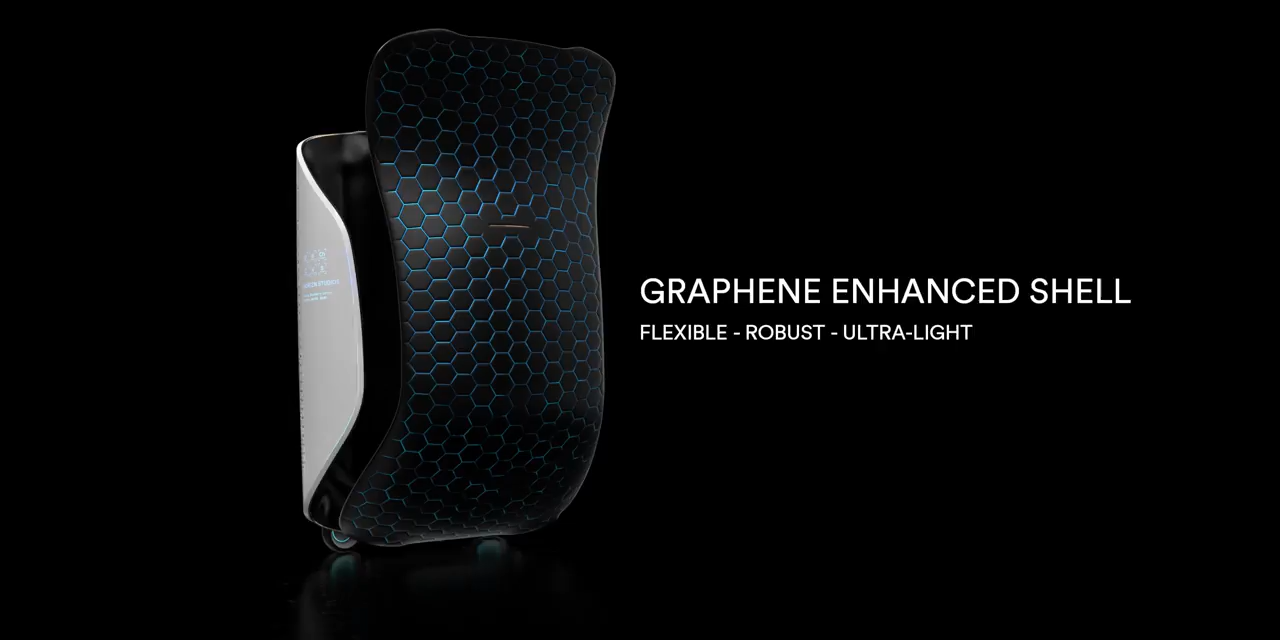 GRAPHENE ENHANCED SHELL
FLEXIBLE - ROBUST - ULTRA-LIGHT